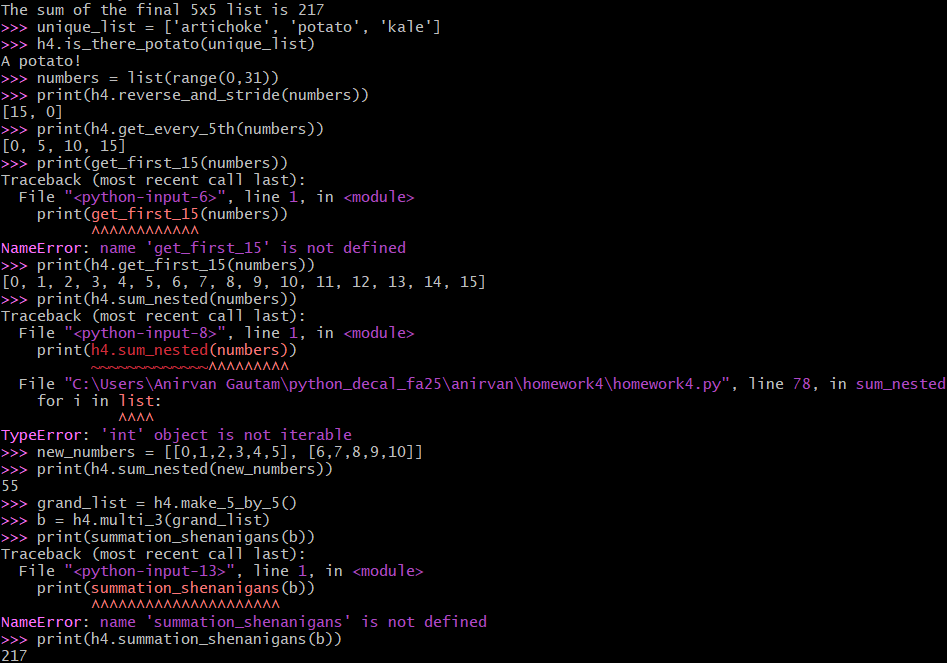 The sum of the final 5x5 list is 217
>>> unique_list = ['artichoke', 'potato', 'kale']
>>> h4.is_there_potato(unique_list)
A potato!
>>> numbers = list(range(0,31))
>>> print(h4.reverse_and_stride(numbers))
[15, 0]
>>> print(h4.get_every_5th(numbers))
[0, 5, 10, 15]
>>> print(get_first_15(numbers))
Traceback (most recent call last):
  File "<python-input-6>", line 1, in <module>
    print(get_first_15(numbers))
          ^^^^^^^^^^^^
NameError: name 'get_first_15' is not defined
>>> print(h4.get_first_15(numbers))
[0, 1, 2, 3, 4, 5, 6, 7, 8, 9, 10, 11, 12, 13, 14, 15]
>>> print(h4.sum_nested(numbers))
Traceback (most recent call last):
  File "<python-input-8>", line 1, in <module>
    print(h4.sum_nested(numbers))
          ~~~~~~~~~~~~~^^^^^^^^^
  File "C:\Users\Anirvan Gautam\python_decal_fa25\anirvan\homework4\homework4.py", line 78, in sum_nested
    for i in list:
             ^^^^
TypeError: 'int' object is not iterable
>>> new_numbers = [[0,1,2,3,4,5], [6,7,8,9,10]]
>>> print(h4.sum_nested(new_numbers))
55
>>> grand_list = h4.make_5_by_5()
>>> b = h4.multi_3(grand_list)
>>> print(summation_shenanigans(b))
Traceback (most recent call last):
  File "<python-input-13>", line 1, in <module>
    print(summation_shenanigans(b))
          ^^^^^^^^^^^^^^^^^^^^^
NameError: name 'summation_shenanigans' is not defined
>>> print(h4.summation_shenanigans(b))
217